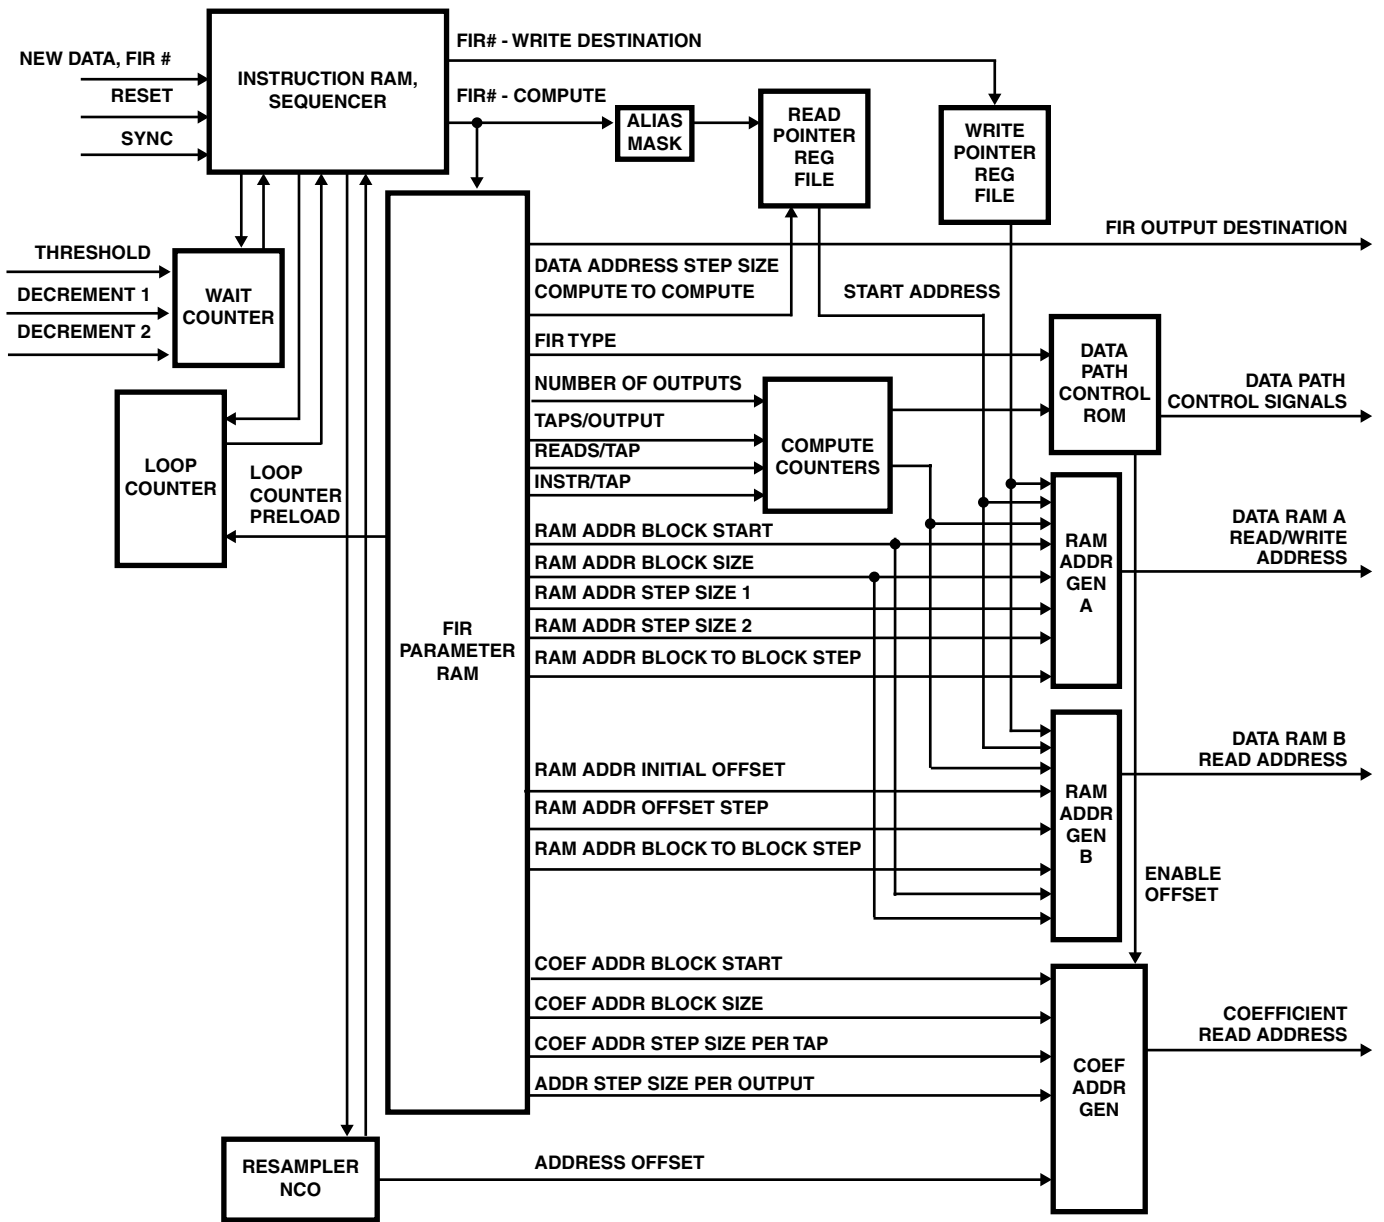 NEW DATA, FIR #
RESET
SYNC
INSTRUCTION RAM,
SEQUENCER
FIR# - WRITE DESTINATION
FIR# - COMPUTE
ALIAS
MASK
READ
POINTER
REG
FILE
WRITE
POINTER
REG
FILE
THRESHOLD
DECREMENT 1
DECREMENT 2
WAIT
COUNTER
LOOP
COUNTER
LOOP
COUNTER
PRELOAD
FIR
PARAMETER
RAM
FIR OUTPUT DESTINATION
DATA ADDRESS STEP SIZE
COMPUTE TO COMPUTE
START ADDRESS
FIR TYPE
NUMBER OF OUTPUTS
TAPS/OUTPUT
READS/TAP
INSTR/TAP
COMPUTE
COUNTERS
DATA
PATH
CONTROL
ROM
DATA PATH
CONTROL SIGNALS
RAM ADDR BLOCK START
RAM ADDR BLOCK SIZE
RAM ADDR STEP SIZE 1
RAM ADDR STEP SIZE 2
RAM ADDR BLOCK TO BLOCK STEP
RAM
ADDR
GEN
A
DATA RAM A
READ/WRITE
ADDRESS
RAM ADDR INITIAL OFFSET
RAM ADDR OFFSET STEP
RAM ADDR BLOCK TO BLOCK STEP
RAM
ADDR
GEN
B
DATA RAM B
READ ADDRESS
ENABLE
OFFSET
COEF ADDR BLOCK START
COEF ADDR BLOCK SIZE
COEF ADDR STEP SIZE PER TAP
ADDR STEP SIZE PER OUTPUT
COEF
ADDR
GEN
COEFFICIENT
READ ADDRESS
RESAMPLER
NCO
ADDRESS OFFSET